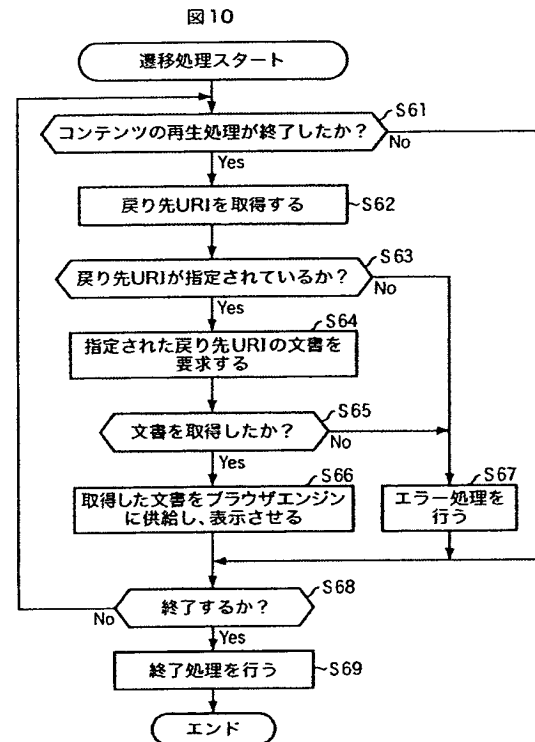 図10
遷移処理スタート
コンテンツの再生処理が終了したか？
S61
No
Yes
戻り先URIを取得する
S62
戻り先URIが指定されているか？
S63
No
Yes
指定された戻り先URIの文書を
要求する
S64
文書を取得したか？
S65
No
Yes
取得した文書をブラウザエンジン
に供給し、表示させる
S66
エラー処理を
行う
S67
終了するか？
S68
No
Yes
終了処理を行う
S69
エンド